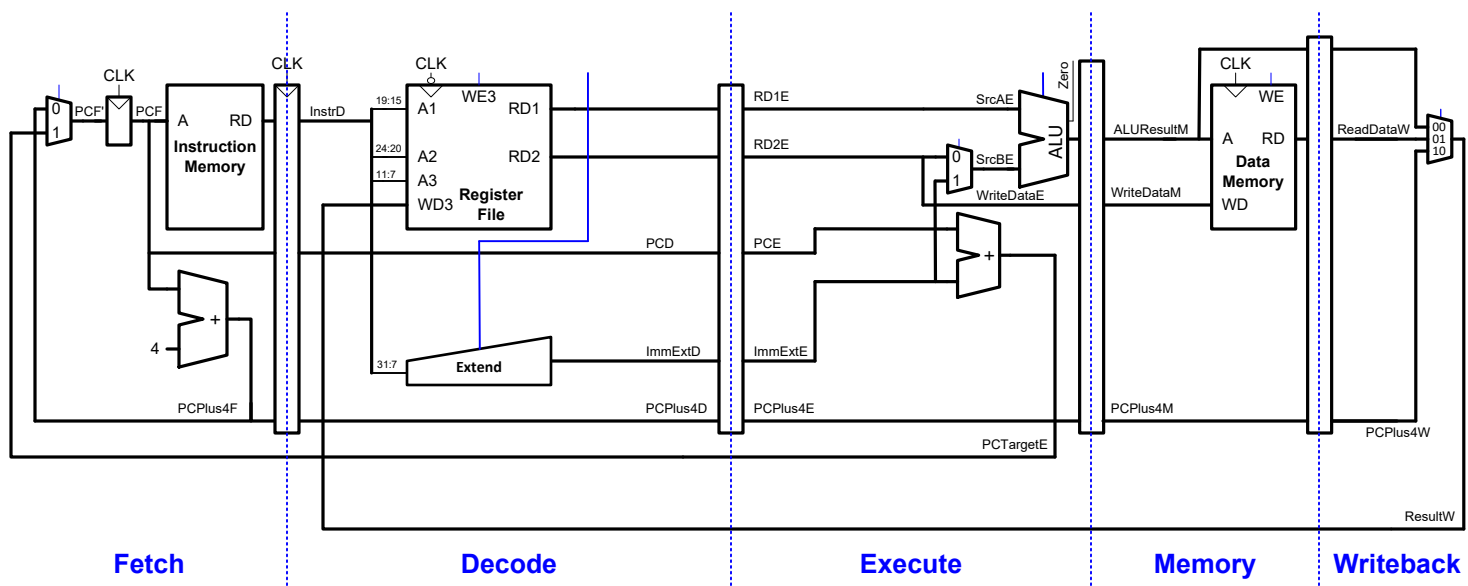 CLK
CLK
CLK
CLK
0
1
PCF'
PCF
A
RD
Instruction
Memory
InstrD
19:15
A1
WE3
RD1
24:20
A2
RD2
11:7
A3
WD3
Register
File
RD1E
RD2E
SrcAE
0
1
SrcBE
WriteDataE
ALU
Zero
ALUResultM
WriteDataM
A
WE
RD
Data
Memory
WD
ReadDataW
00
01
10
PCD
PCE
+
4
+
31:7
Extend
ImmExtD
ImmExtE
PCPlus4F
PCPlus4D
PCPlus4E
PCPlus4M
PCPlus4W
PCTargetE
ResultW
Fetch
Decode
Execute
Memory
Writeback